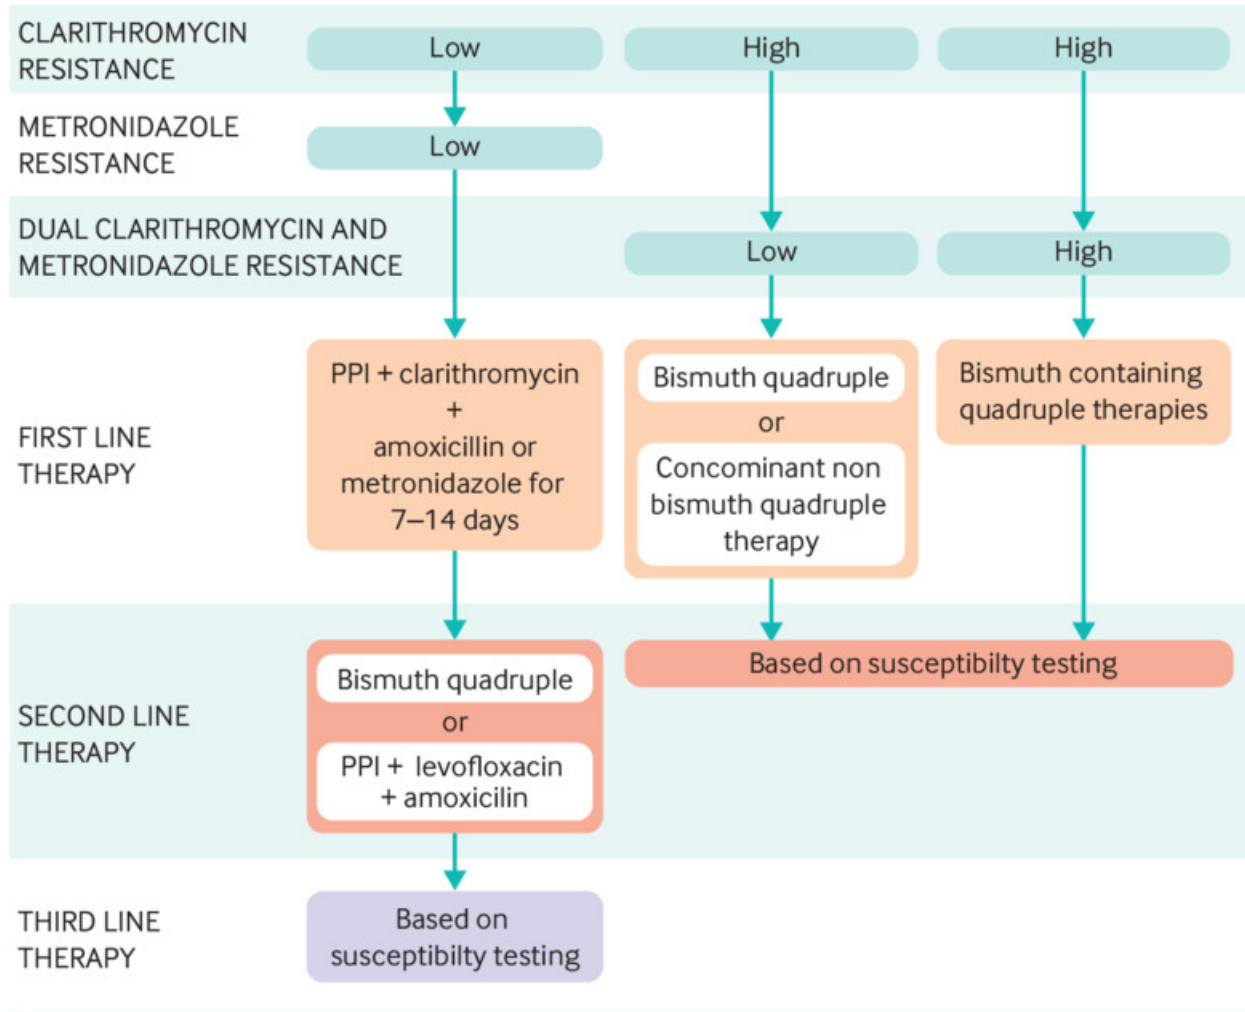 CLARITHROMYCIN
RESISTANCE
Low
High
High
METRONIDAZOLE
RESISTANCE
Low
DUAL CLARITHROMYCIN AND
METRONIDAZOLE RESISTANCE
Low
High
FIRST LINE
THERAPY
PPI + clarithromycin
+
amoxicillin or
metronidazole for
7–14 days
Bismuth quadruple
or
Concominant non
bismuth quadruple
therapy
Bismuth containing
quadruple therapies
SECOND LINE
THERAPY
Bismuth quadruple
or
PPI + levofloxacin
+ amoxicilin
Based on susceptibilty testing
THIRD LINE
THERAPY
Based on
susceptibilty testing